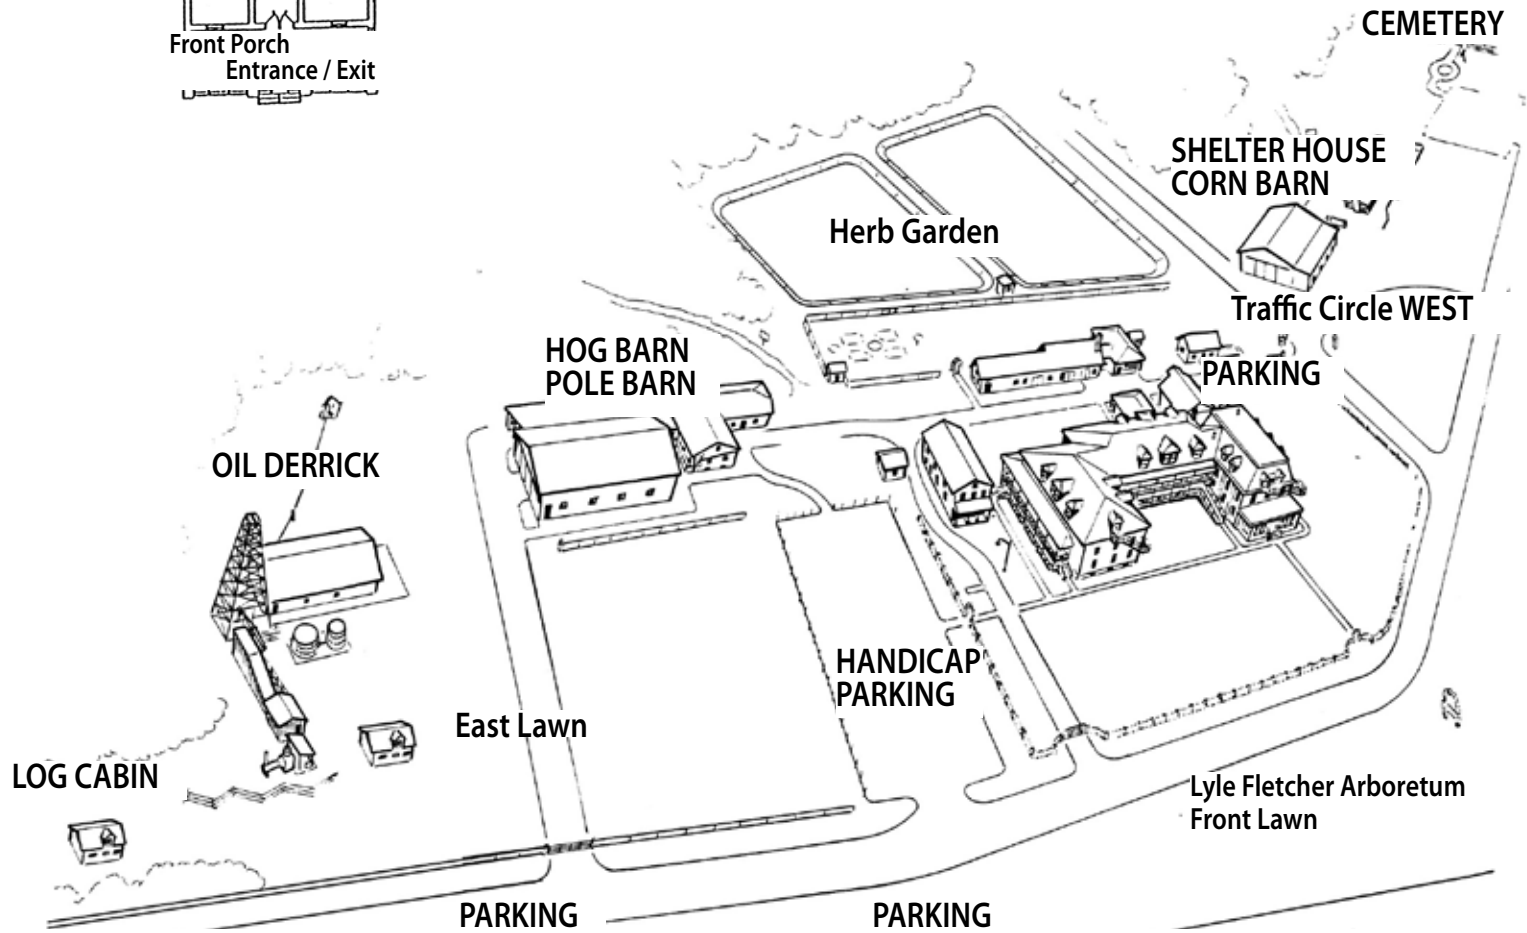 Front Porch
Entrance / Exit
CEMETERY
SHELTER HOUSE
CORN BARN
Herb Garden
Traffic Circle WEST
HOG BARN
POLE BARN
PARKING
OIL DERRICK
HANDICAP
PARKING
East Lawn
LOG CABIN
Lyle Fletcher Arboretum
Front Lawn
PARKING
PARKING